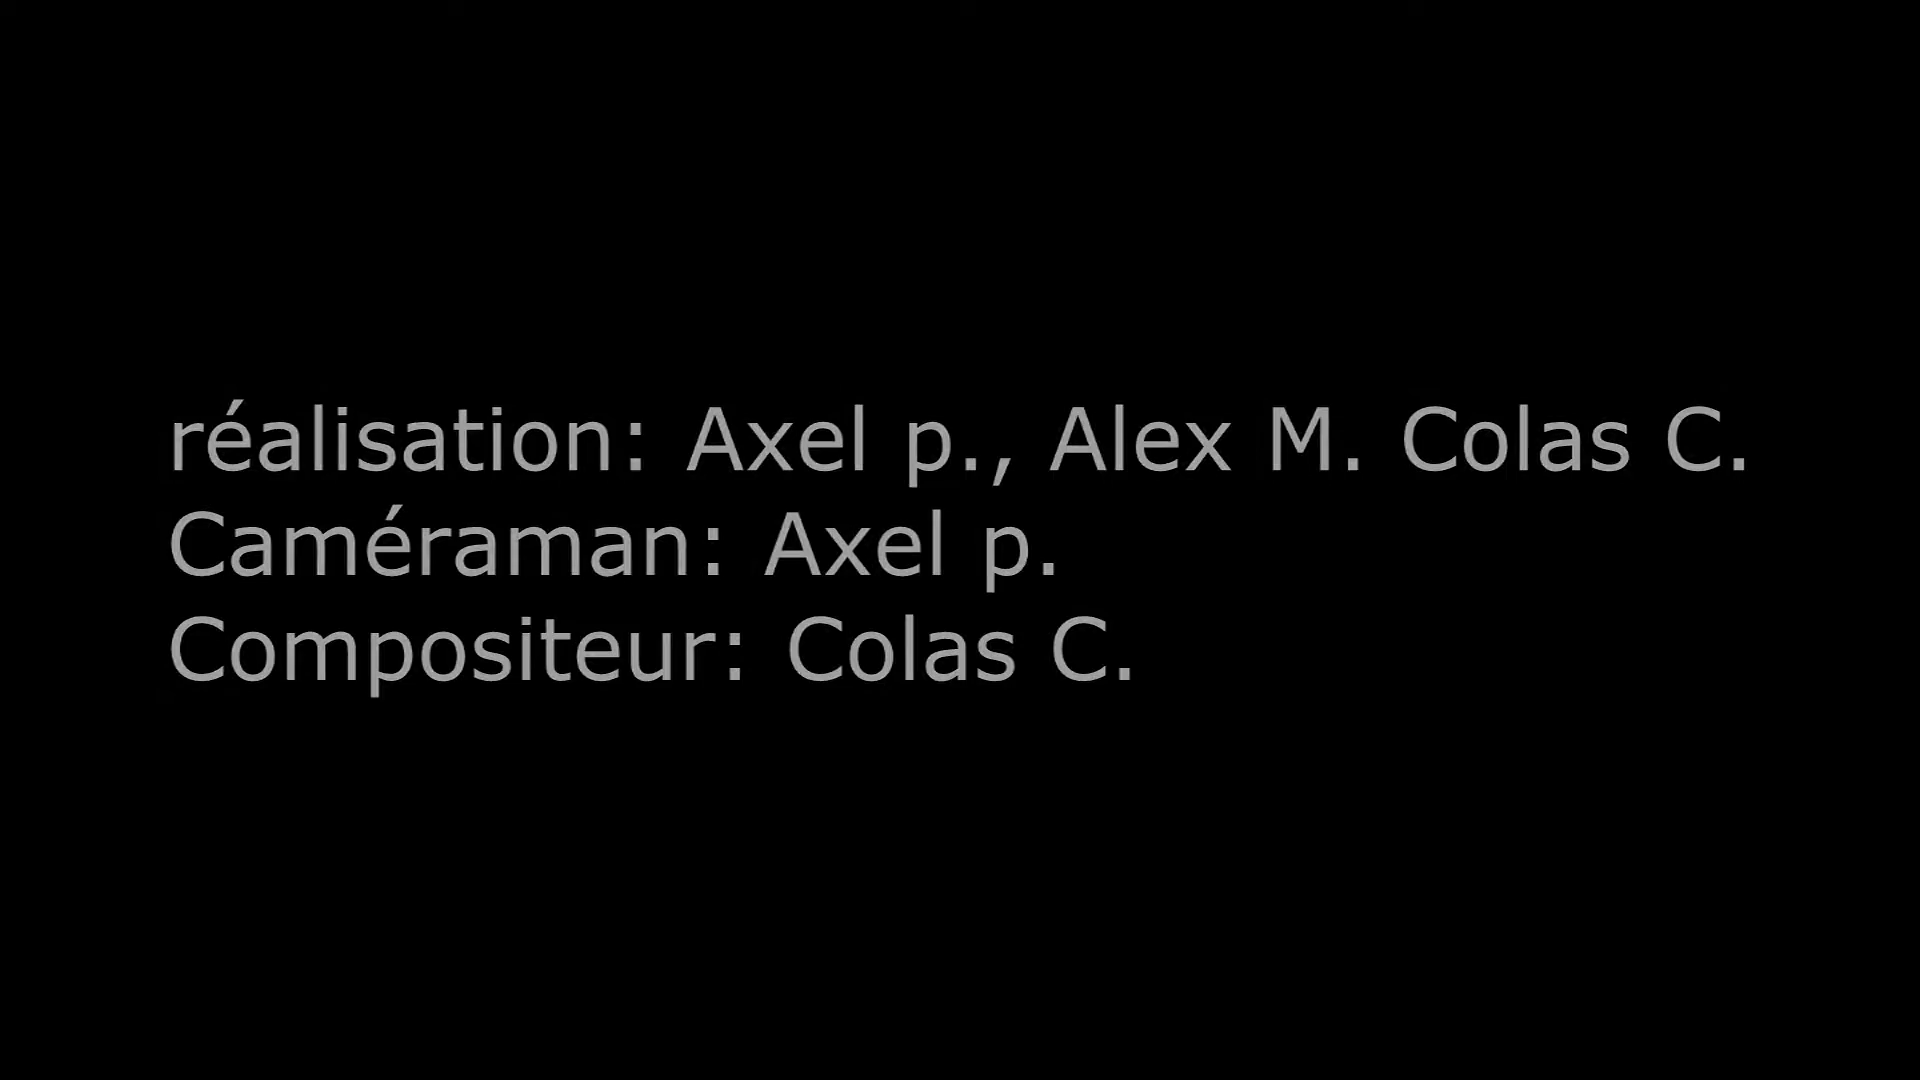 réalisation: Axel p., Alex M. Colas C.
Caméraman: Axel p.
Compositeur: Colas C.